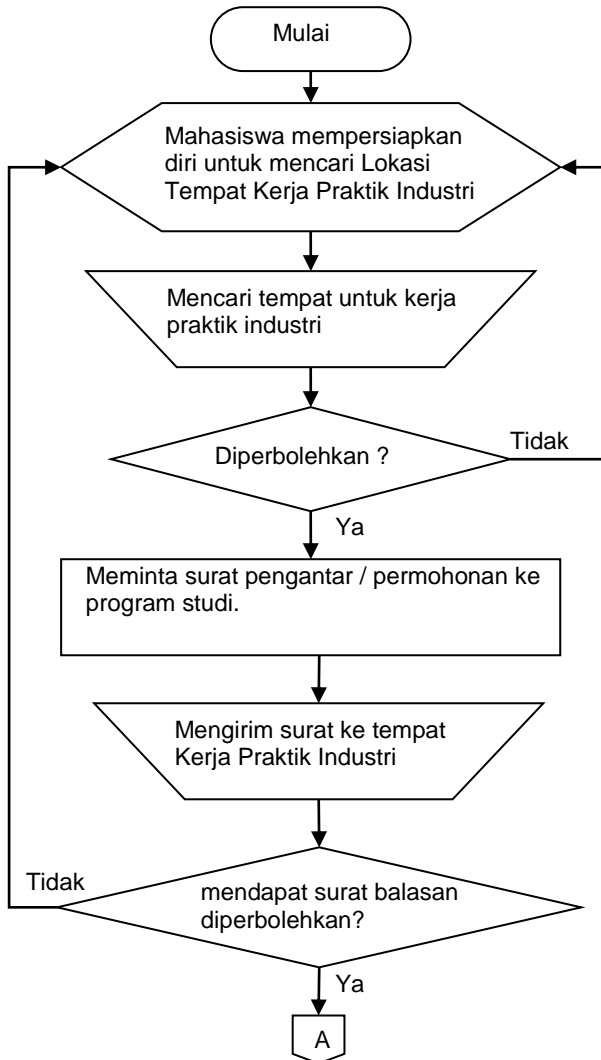 Mulai
Mahasiswa mempersiapkan
diri untuk mencari Lokasi
Tempat Kerja Praktik Industri
Mencari tempat untuk kerja
praktik industri
Diperbolehkan ?
Tidak
Ya
Meminta surat pengantar / permohonan ke
program studi.
Mengirim surat ke tempat
Kerja Praktik Industri
Tidak
mendapat surat balasan
diperbolehkan?
Ya
A